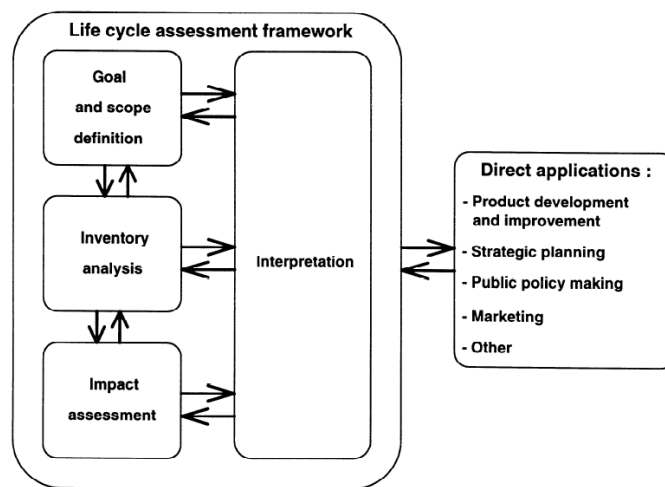 Life cycle assessment framework
Goal
and scope
definition
Inventory
analysis
Impact
assessment
Interpretation
Direct applications :
- Product development
and improvement
- Strategic planning
- Public policy making
- Marketing
- Other